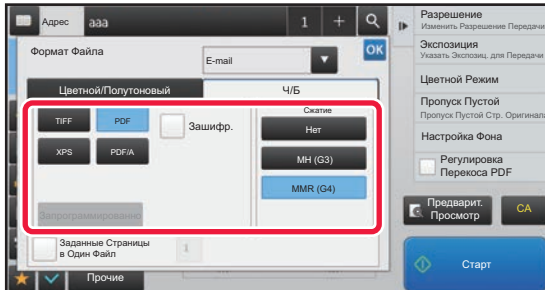 Адрес
aaa
1
+
Формат Файла
E-mail
OK
Цветной/Полутоновый
Ч/Б
TIFF
PDF
Зашифр.
XPS
PDF/A
Запрограммированно
Сжатие
Нет
MH (G3)
MMR (G4)
Заданные Страницы
в Один Файл
1
Прочие
Разрешение
Изменить Разрешение Передачи
Экспозиция
Указать Экспозиц. для Передачи
Цветной Режим
Пропуск Пустой
Пропуск Пустой Стр. Оригинала
Настройка Фона
Регулировка
Перекоса PDF
Предварит.
Просмотр
CA
Старт